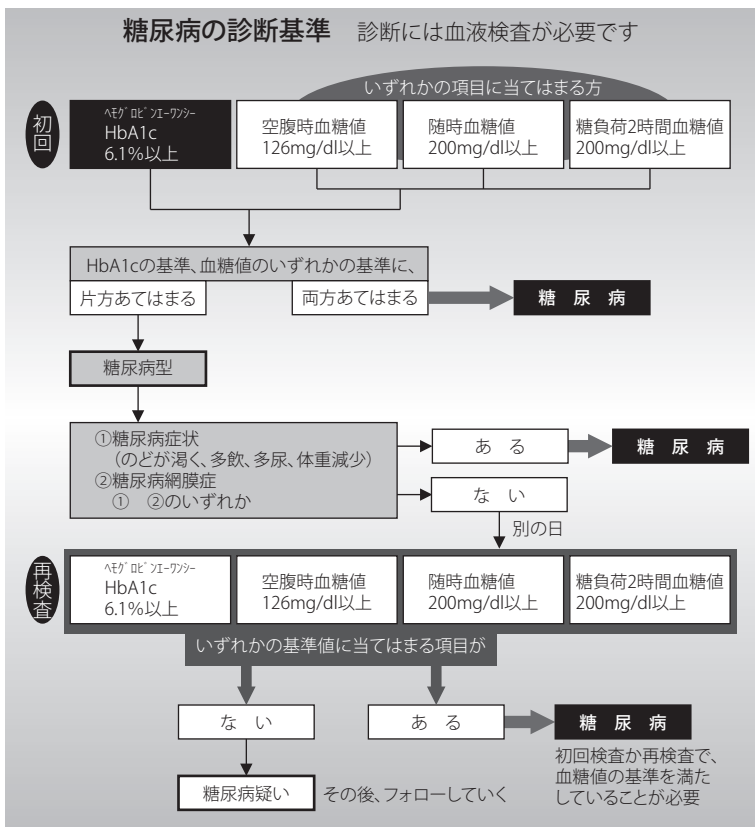 糖尿病の診断基準 診断には血液検査が必要です
いずれかの項目に当てはまる方
初回
ヘモグロビンエーワンシー
HbA1c
6.1%以上
空腹時血糖値
126mg/dl以上
随時血糖値
200mg/dl以上
糖負荷2時間血糖値
200mg/dl以上
HbA1cの基準、血糖値のいずれかの基準に、
片方あてはまる
両方あてはまる
糖尿病
糖尿病型
①糖尿病症状
(のどが渇く、多飲、多尿、体重減少)
②糖尿病網膜症
① ②のいずれか
ある
糖尿病
ない
別の日
再検査
ヘモグロビンエーワンシー
HbA1c
6.1%以上
空腹時血糖値
126mg/dl以上
随時血糖値
200mg/dl以上
糖負荷2時間血糖値
200mg/dl以上
いずれかの基準値に当てはまる項目が
ない
ある
糖尿病
初回検査か再検査で、
血糖値の基準を満た
していることが必要
糖尿病疑い
その後、フォローしていく